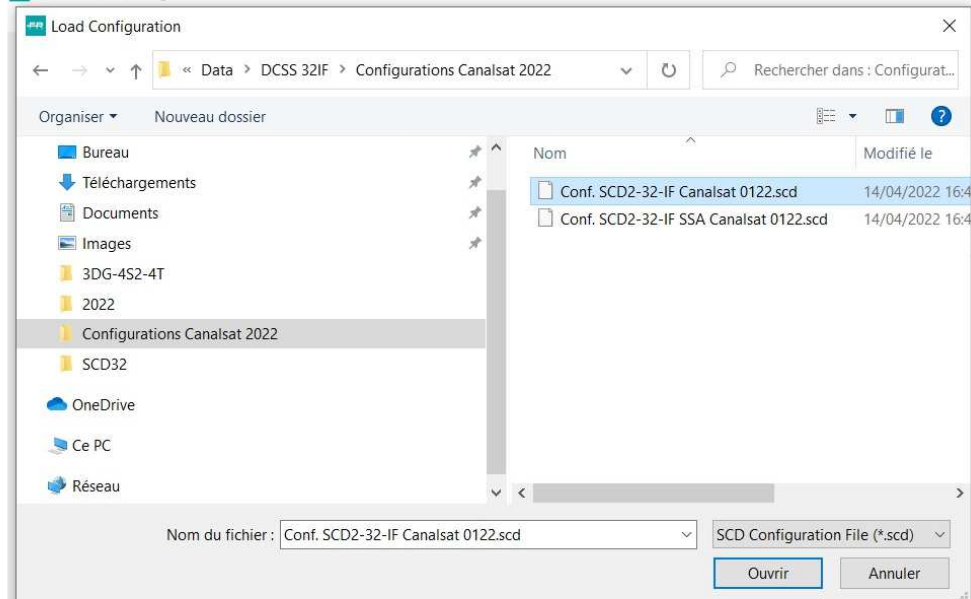 Load Configuration
« Data > DCSS 32IF > Configurations Canalsat 2022
Rechercher dans : Configurat...
Organiser
Nouveau dossier
Bureau
Téléchargements
Documents
Images
3DG-4S2-4T
2022
Configurations Canalsat 2022
SCD32
OneDrive
Ce PC
Réseau
Nom
Modifié le
Conf. SCD2-32-IF Canalsat 0122.scd
14/04/2022 16:4
Conf. SCD2-32-IF SSA Canalsat 0122.scd
14/04/2022 16:4
Nom du fichier :
Conf. SCD2-32-IF Canalsat 0122.scd
SCD Configuration File (*.scd)
Ouvrir
Annuler